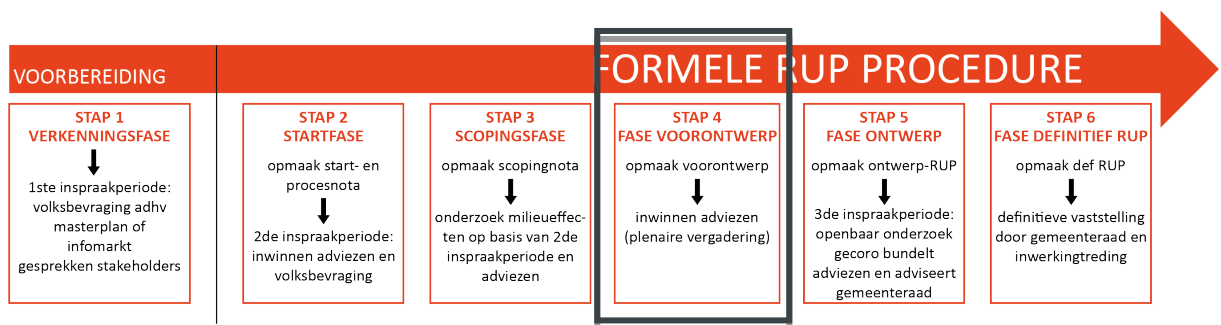 VOORBEREIDING
FORMELE RUP PROCEDURE
STAP 1
VERKENNINGSFASE
1ste inspraakperiode:
volksbevraging adhv
masterplan of
infomarkt
gesprekken stakeholders
STAP 2
STARTFASE
opmaak start- en
procesnota
2de inspraakperiode:
inwinnen adviezen en
volksbevraging
STAP 3
SCOPINGSFASE
opmaak scopingnota
onderzoek milieueffec-
ten op basis van 2de
inspraakperiode en
adviezen
STAP 4
FASE VOORONTWERP
opmaak voorontwerp
inwinnen adviezen
(plenaire vergadering)
STAP 5
FASE ONTWERP
opmaak ontwerp-RUP
3de inspraakperiode:
openbaar onderzoek
gecoro bundelt
adviezen en adviseert
gemeenteraad
STAP 6
FASE DEFINITIEF RUP
opmaak def RUP
definitieve vaststelling
door gemeenteraad en
inwerkingtreding